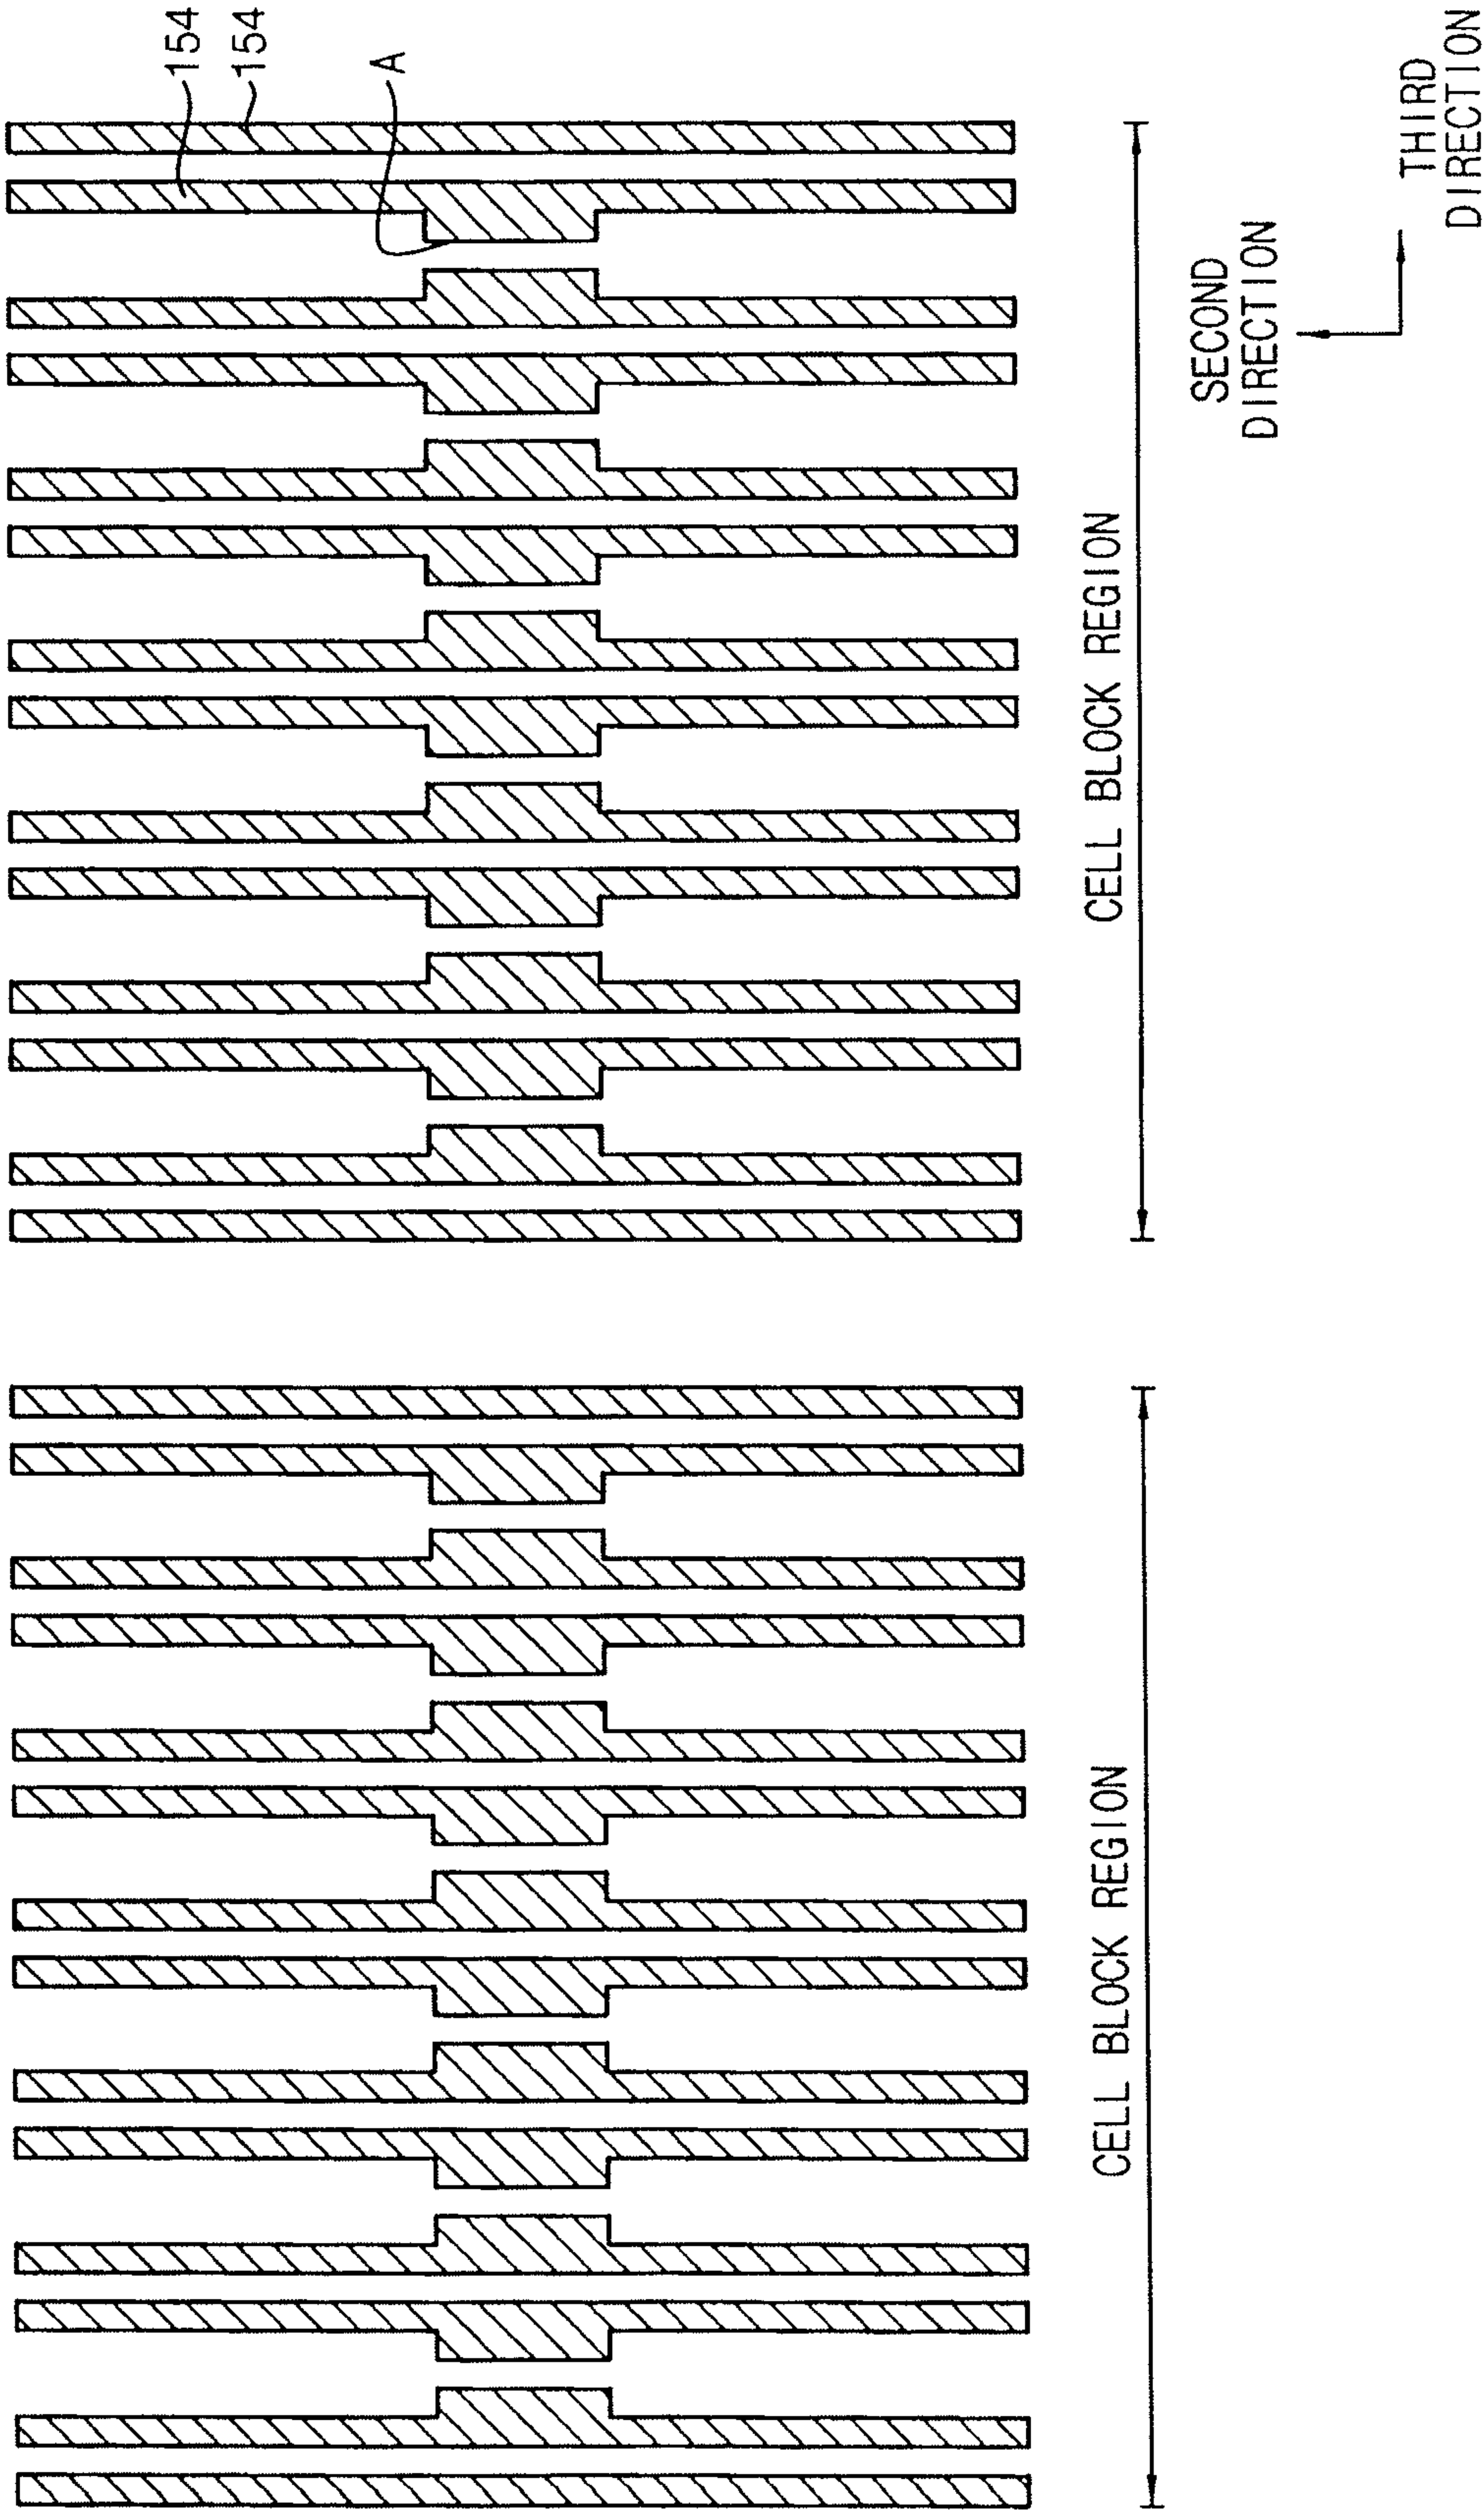 154
154
A
CELL BLOCK REGION
CELL BLOCK REGION
SECOND
DIRECTION
THIRD
DIRECTION